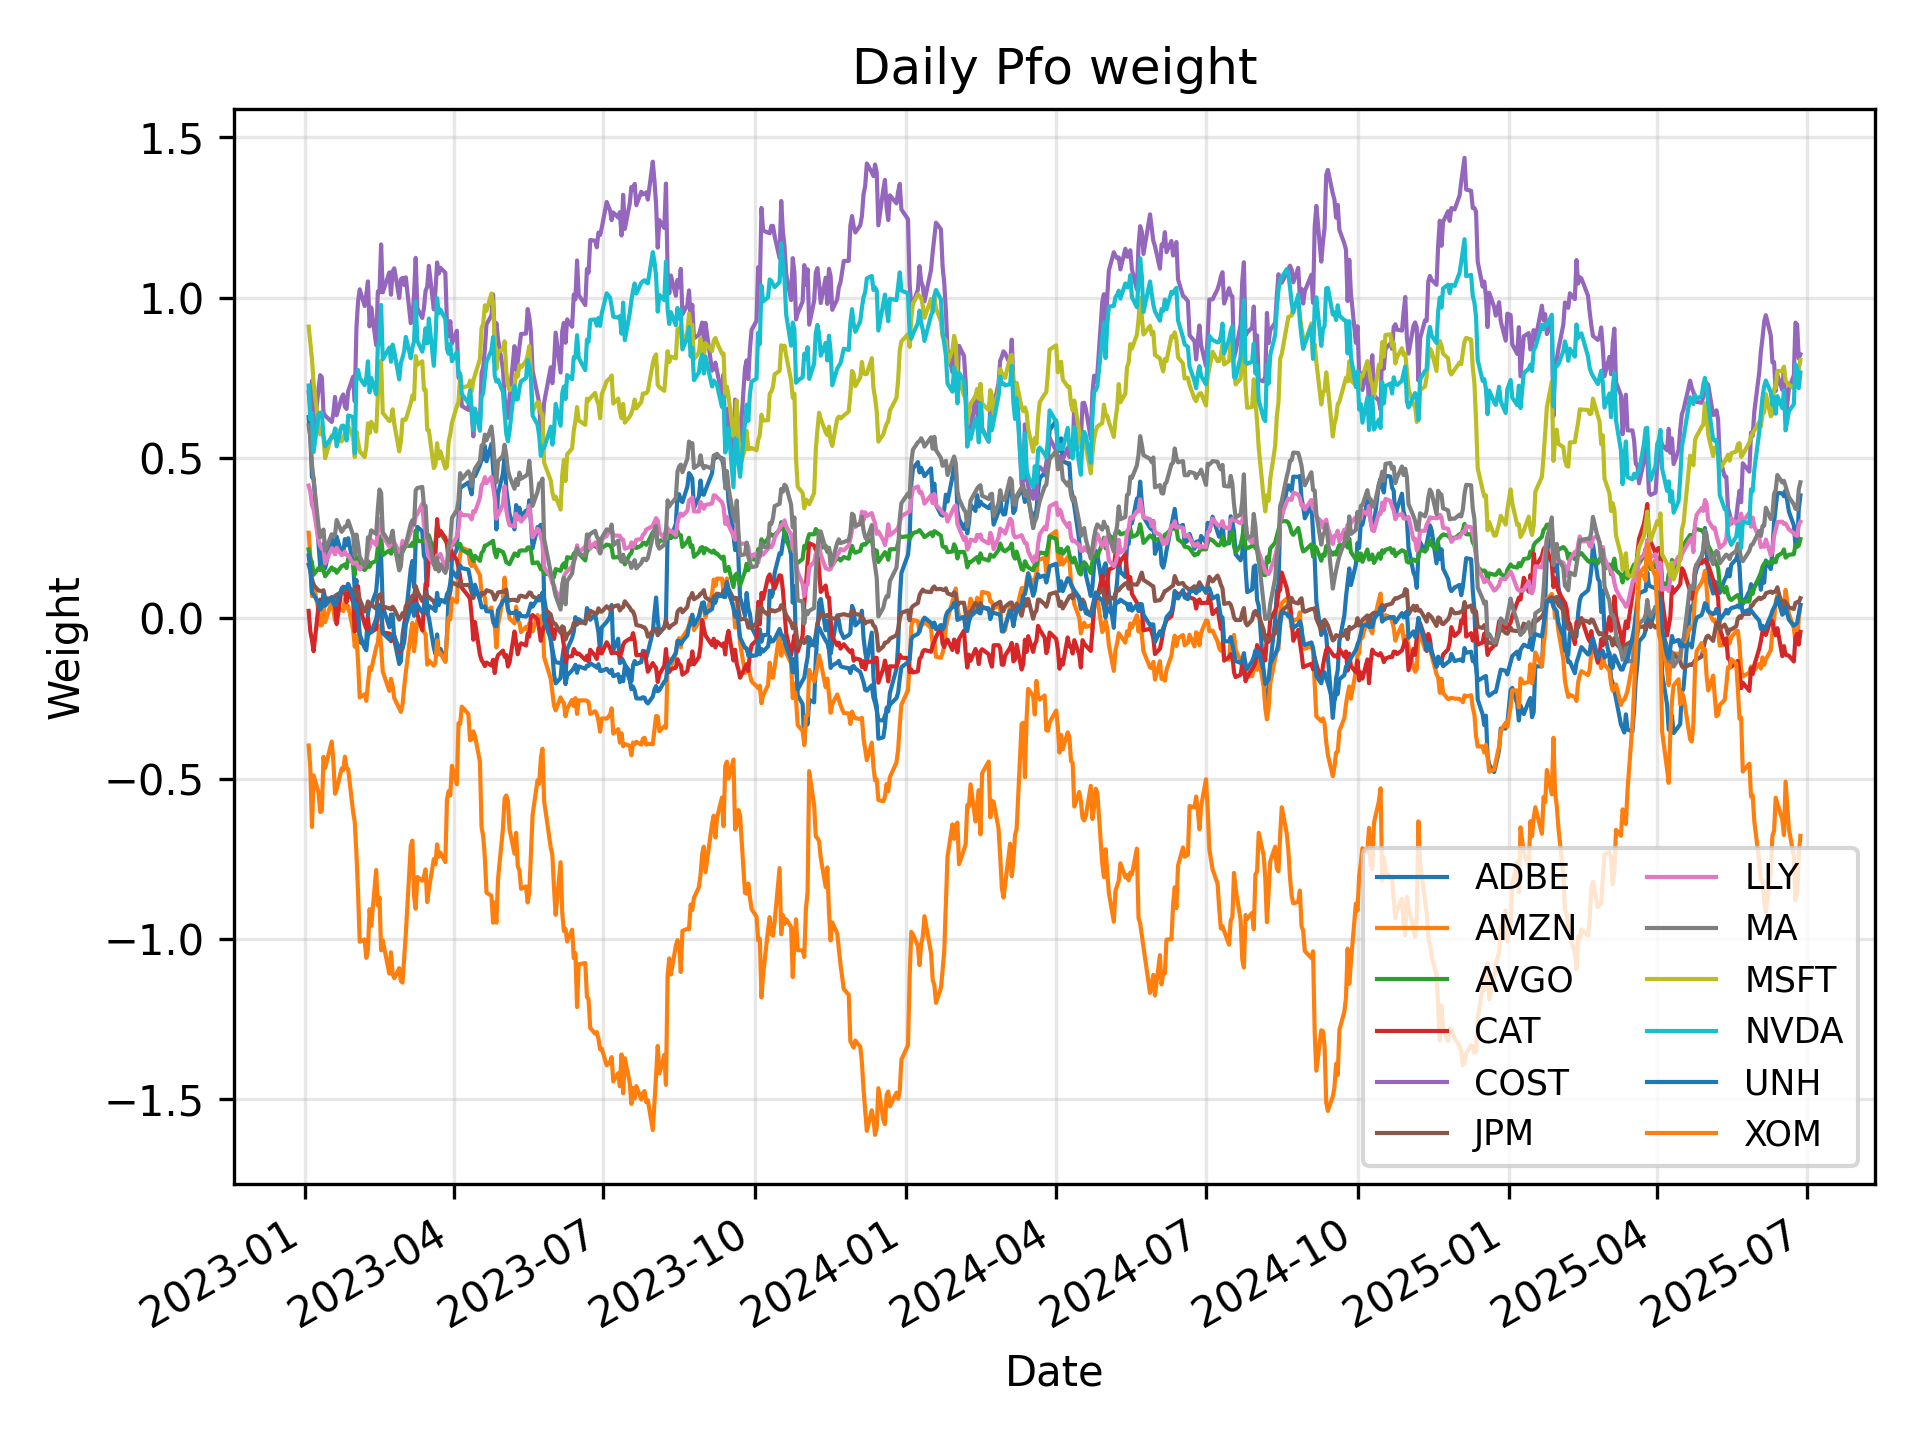 Daily Pfo weight
1.5
1.0
0.5
0.0
−0.5
−1.0
−1.5
Weight
ADBE
AMZN
AVGO
CAT
COST
JPM
LLY
MA
MSFT
NVDA
UNH
XOM
2023-01
2023-04
2023-07
2023-10
2024-01
2024-04
2024-07
2024-10
2025-01
2025-04
2025-07
Date